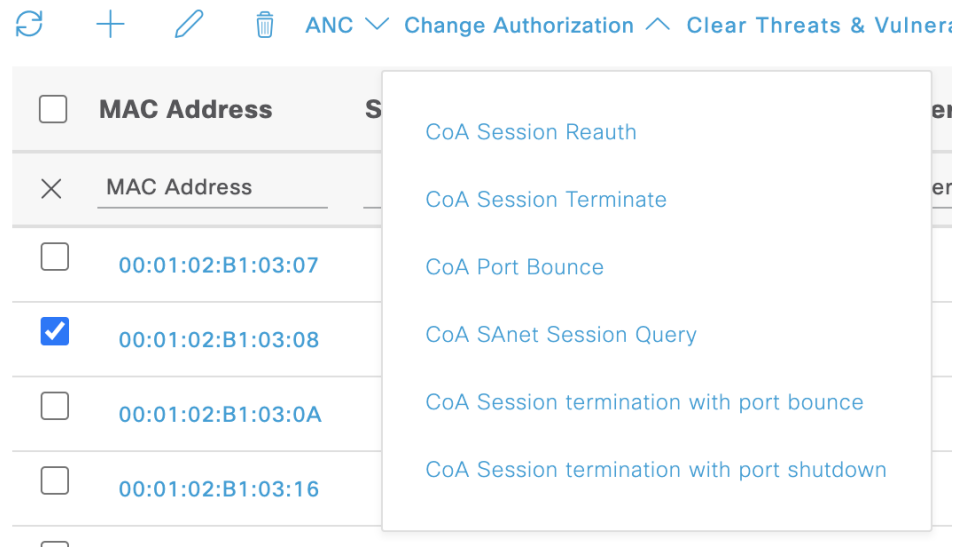 ANC Change Authorization Clear Threats &
MAC Address
CoA Session Reauth
MAC Address
CoA Session Terminate
00:01:02:B1:03:07
CoA Port Bounce
00:01:02:B1:03:08
CoA SAnet Session Query
00:01:02:B1:03:0A
CoA Session termination with port bounce
00:01:02:B1:03:16
CoA Session termination with port shutdown